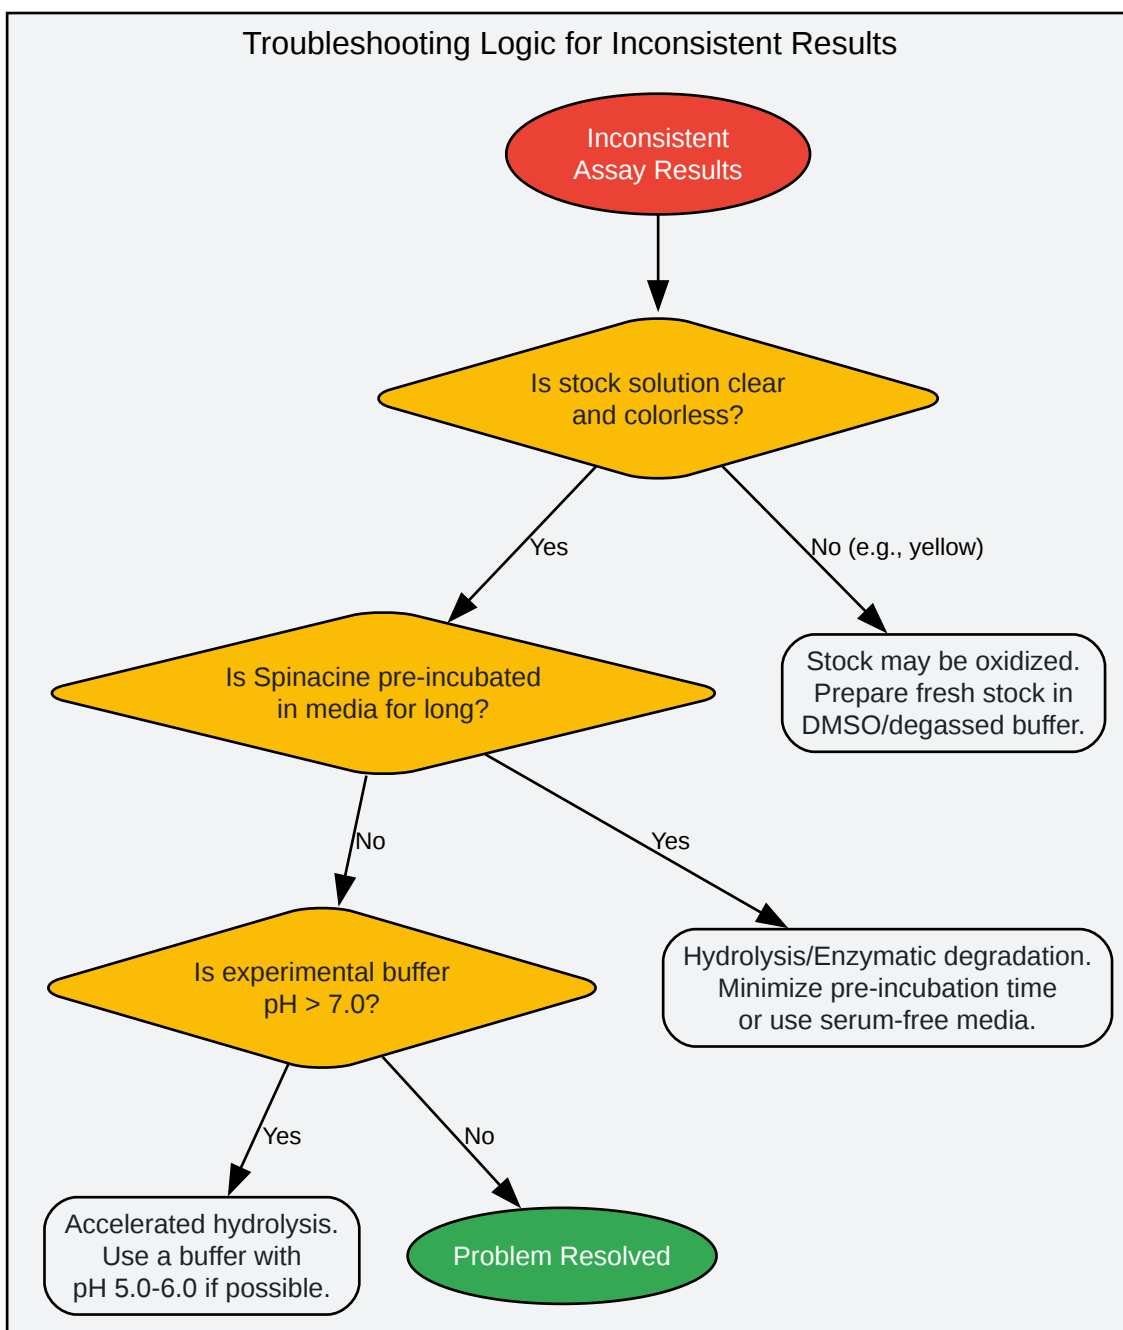 Troubleshooting Logic for Inconsistent Results
Inconsistent
Assay Results
Is stock solution clear
and colorless?
Yes
No (e.g., yellow)
Is Spinacine pre-incubated
in media for long?
Stock may be oxidized.
Prepare fresh stock in
DMSO/degassed buffer.
No
Yes
Is experimental buffer
pH > 7.0?
Hydrolysis/Enzymatic degradation.
Minimize pre-incubation time
or use serum-free media.
Yes
No
Accelerated hydrolysis.
Use a buffer with
pH 5.0-6.0 if possible.
Problem Resolved